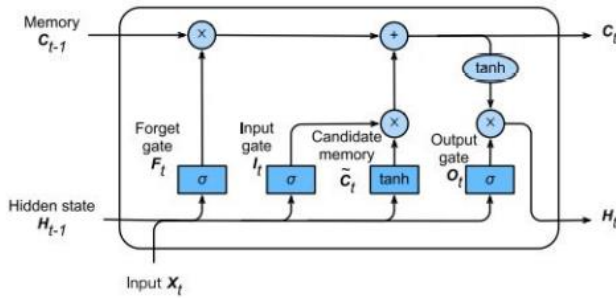 Memory
C_{t-1}
×
+
C_t
tanh
Forget
gate
F_t
Input
gate
I_t
Candidate
memory
C̃_t
×
Output
gate
O_t
×
σ
σ
tanh
σ
Hidden state
H_{t-1}
H_t
Input X_t